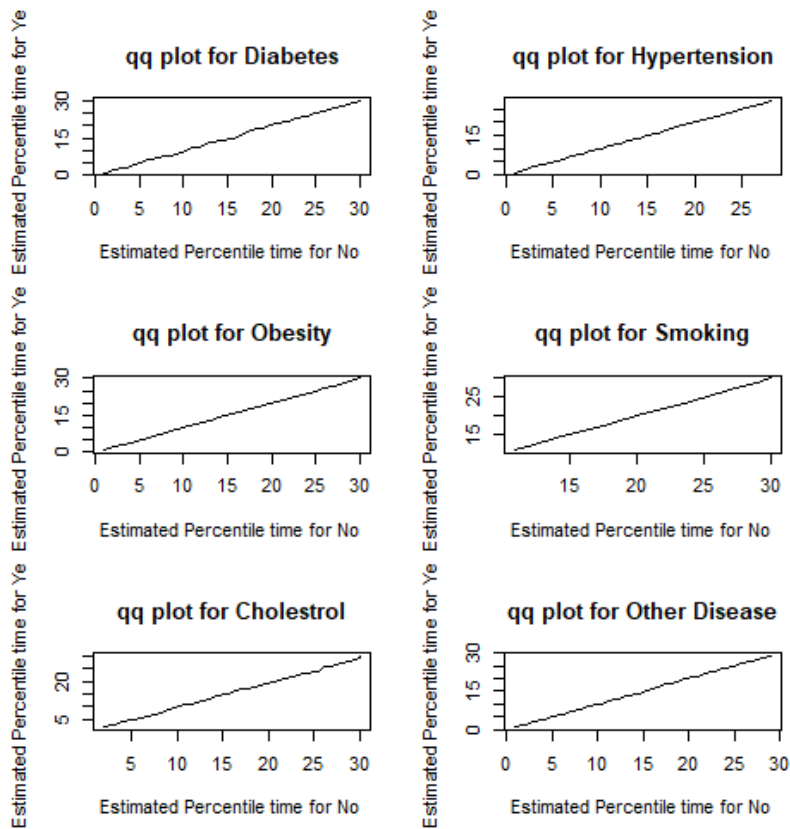 qq plot for Diabetes
Estimated Percentile time for Ye
0 15 30
0 5 10 15 20 25 30
Estimated Percentile time for No
qq plot for Hypertension
Estimated Percentile time for Ye
0 15
0 5 10 15 20 25
Estimated Percentile time for No
qq plot for Obesity
Estimated Percentile time for Ye
0 15 30
0 5 10 15 20 25 30
Estimated Percentile time for No
qq plot for Smoking
Estimated Percentile time for Ye
15 25
15 20 25 30
Estimated Percentile time for No
qq plot for Cholestrol
Estimated Percentile time for Ye
5 20
5 10 15 20 25 30
Estimated Percentile time for No
qq plot for Other Disease
Estimated Percentile time for Ye
0 15 30
0 5 10 15 20 25 30
Estimated Percentile time for No